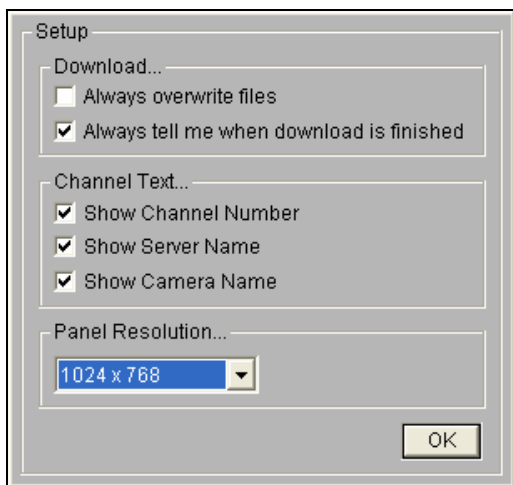 Setup
Download...
Always overwrite files
Always tell me when download is finished
Channel Text...
Show Channel Number
Show Server Name
Show Camera Name
Panel Resolution...
1024 x 768
OK